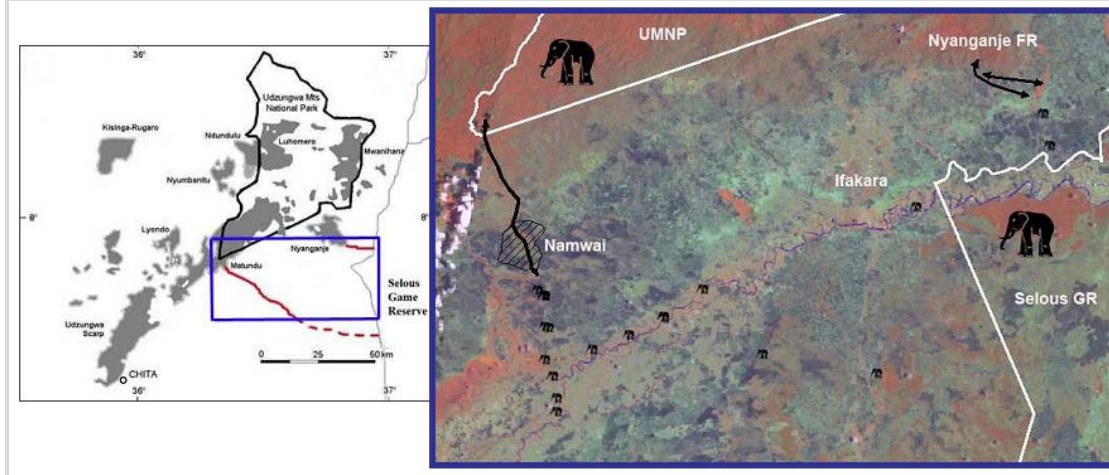 36°
37°
Udzungwa Mts
National Park
Kisinga-Rugaro
Ndundulu
Luhomero
Mwanihana
Nyumbanitu
8°
8°
Lyondo
Nyanganje
Matundu
Selous
Game
Reserve
Udzungwa
Scarp
0 25 50 km
CHITA
36°
37°
UMNP
Nyanganje FR
Ifakara
Namwai
Selous GR